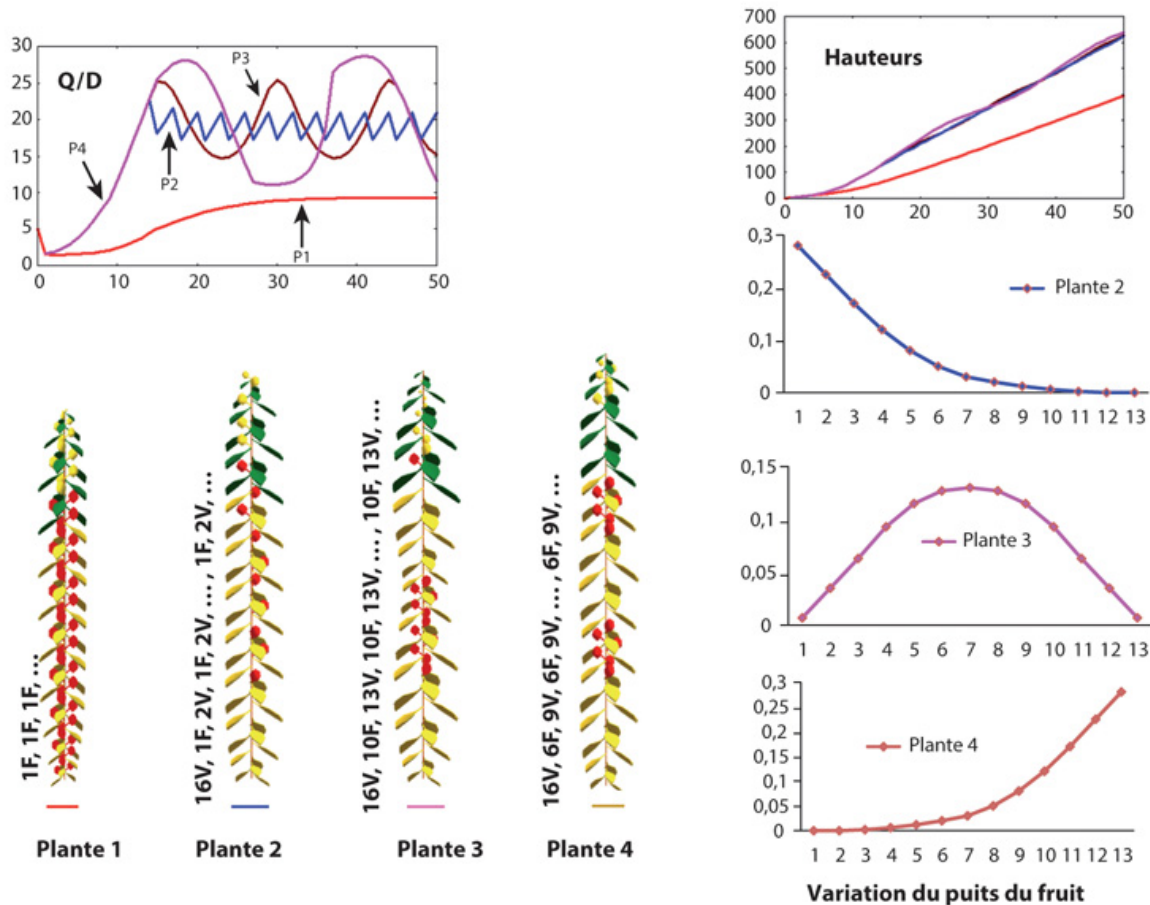 Q/D
30
25
20
15
10
5
0
0 10 20 30 40 50
P4
P2
P3
P1
Hauteurs
700
600
500
400
300
200
100
0
0 10 20 30 40 50
0,3
0,2
0,1
0
Plante 2
1 2 3 4 5 6 7 8 9 10 11 12 13
0,15
0,1
0,05
0
Plante 3
1 2 3 4 5 6 7 8 9 10 11 12 13
0,3
0,25
0,2
0,15
0,1
0,05
0
Plante 4
1 2 3 4 5 6 7 8 9 10 11 12 13
Variation du puits du fruit
1F, 1F, 1F, ...
16V, 1F, 2V, 1F, 2V, ... , 1F, 2V, ...
16V, 10F, 13V, 10F, 13V, ... , 10F, 13V, ...
16V, 6F, 9V, 6F, 9V, ... , 6F, 9V, ...
Plante 1
Plante 2
Plante 3
Plante 4